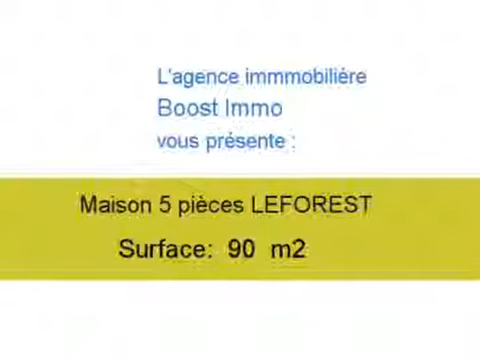 L'agence immmobilière
Boost Immo
vous présente :
Maison 5 pièces LEFOREST
Surface: 90 m2